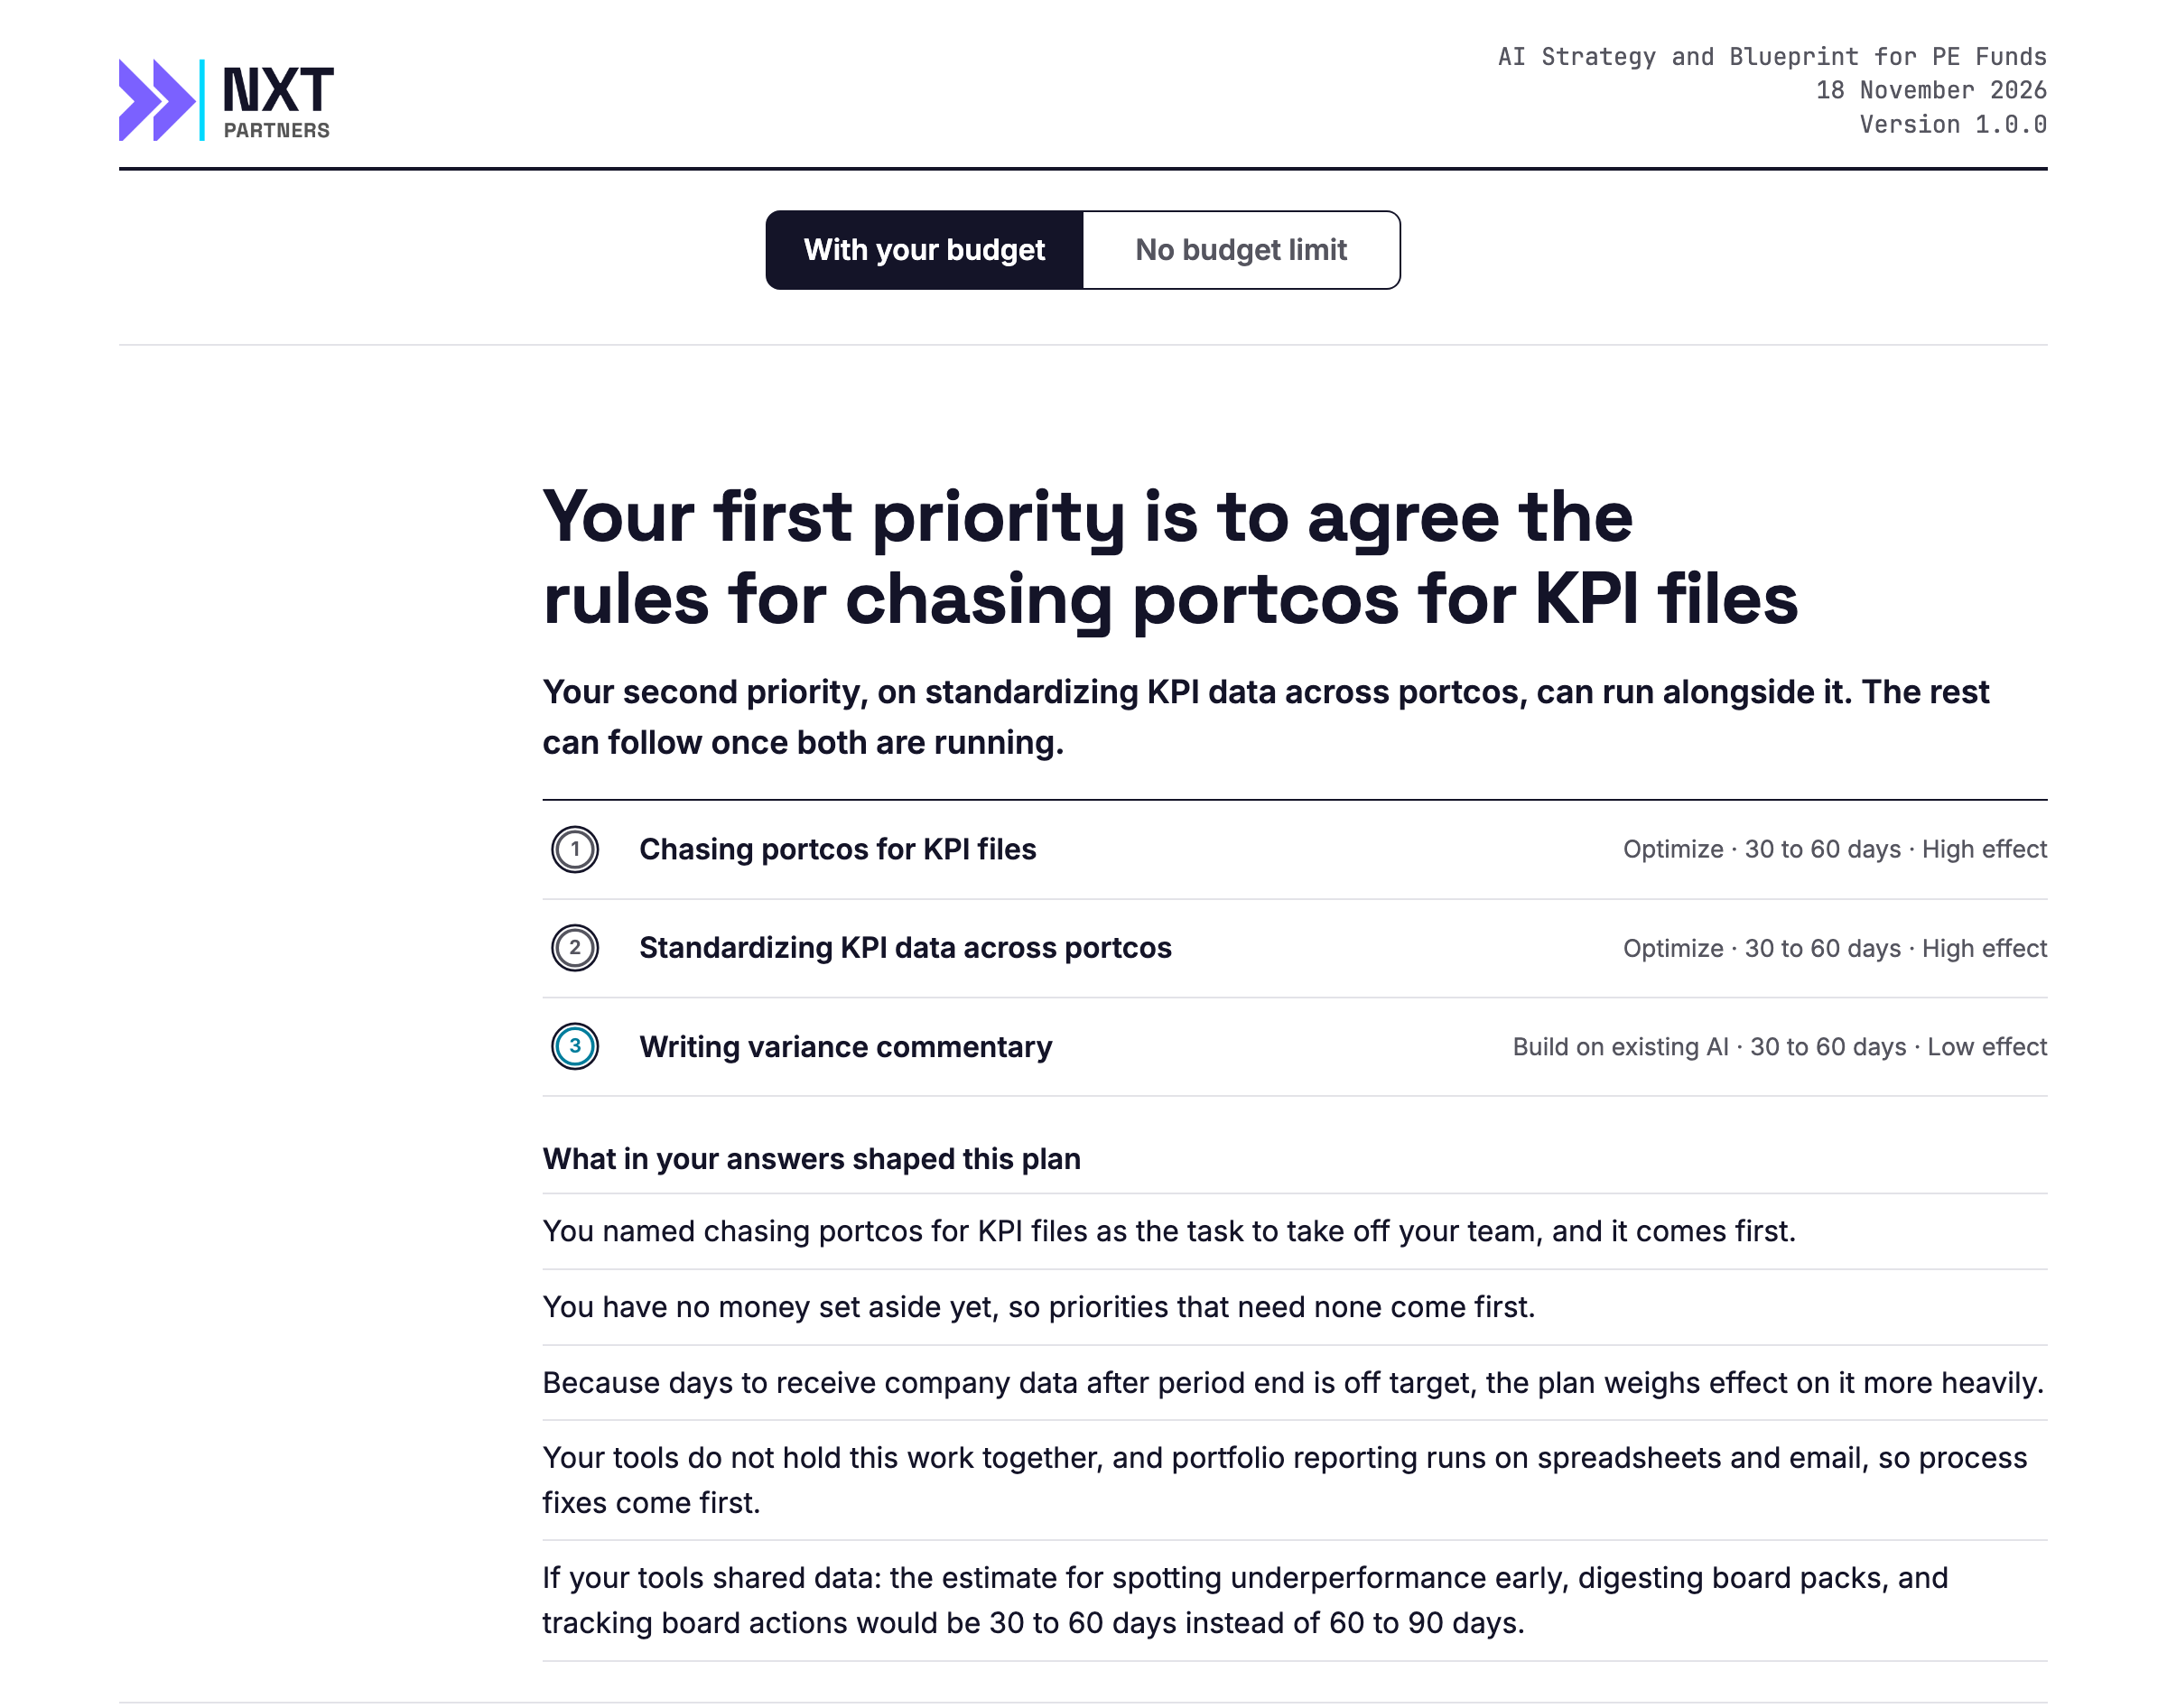 NXT
PARTNERS
AI Strategy and Blueprint for PE Funds
18 November 2026
Version 1.0.0
With your budget
No budget limit
Your first priority is to agree the
rules for chasing portcos for KPI files
Your second priority, on standardizing KPI data across portcos, can run alongside it. The rest
can follow once both are running.
1 Chasing portcos for KPI files Optimize · 30 to 60 days · High effect
2 Standardizing KPI data across portcos Optimize · 30 to 60 days · High effect
3 Writing variance commentary Build on existing AI · 30 to 60 days · Low effect
What in your answers shaped this plan
You named chasing portcos for KPI files as the task to take off your team, and it comes first.
You have no money set aside yet, so priorities that need none come first.
Because days to receive company data after period end is off target, the plan weighs effect on it more heavily.
Your tools do not hold this work together, and portfolio reporting runs on spreadsheets and email, so process
fixes come first.
If your tools shared data: the estimate for spotting underperformance early, digesting board packs, and
tracking board actions would be 30 to 60 days instead of 60 to 90 days.